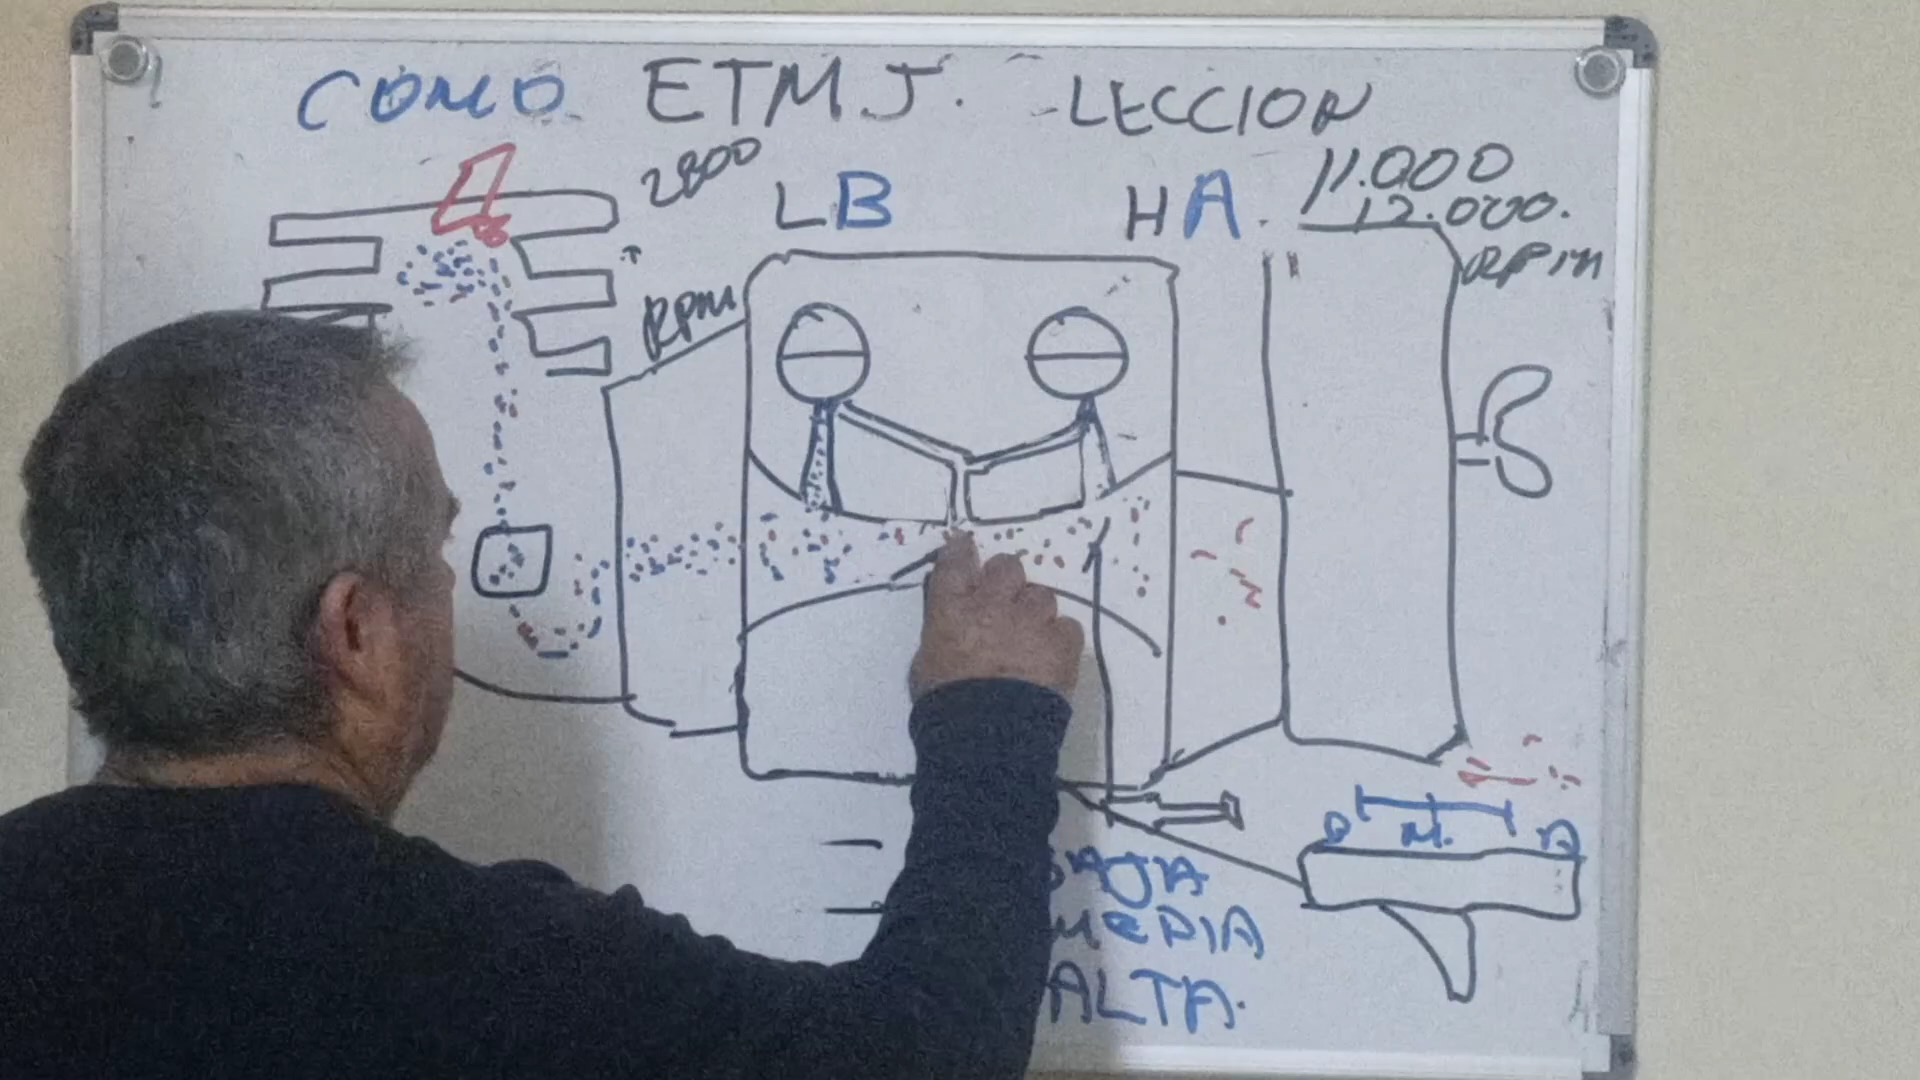 COMO ETMJ. LECCION
2800
RPM
LB
HA.
11.000
12.000.
RPM
B M. A
BAJA
MEDIA
ALTA.